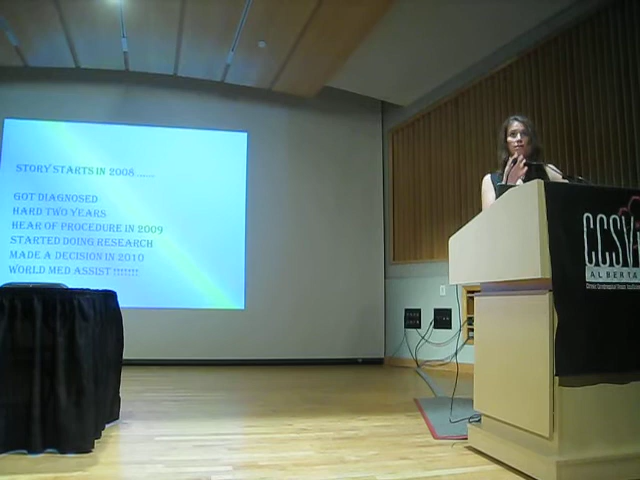 STORY STARTS IN 2008.......
GOT DIAGNOSED
HARD TWO YEARS
HEAR OF PROCEDURE IN 2009
STARTED DOING RESEARCH
MADE A DECISION IN 2010
WORLD MED ASSIST !!!!!!!
CCSVi
ALBERTA